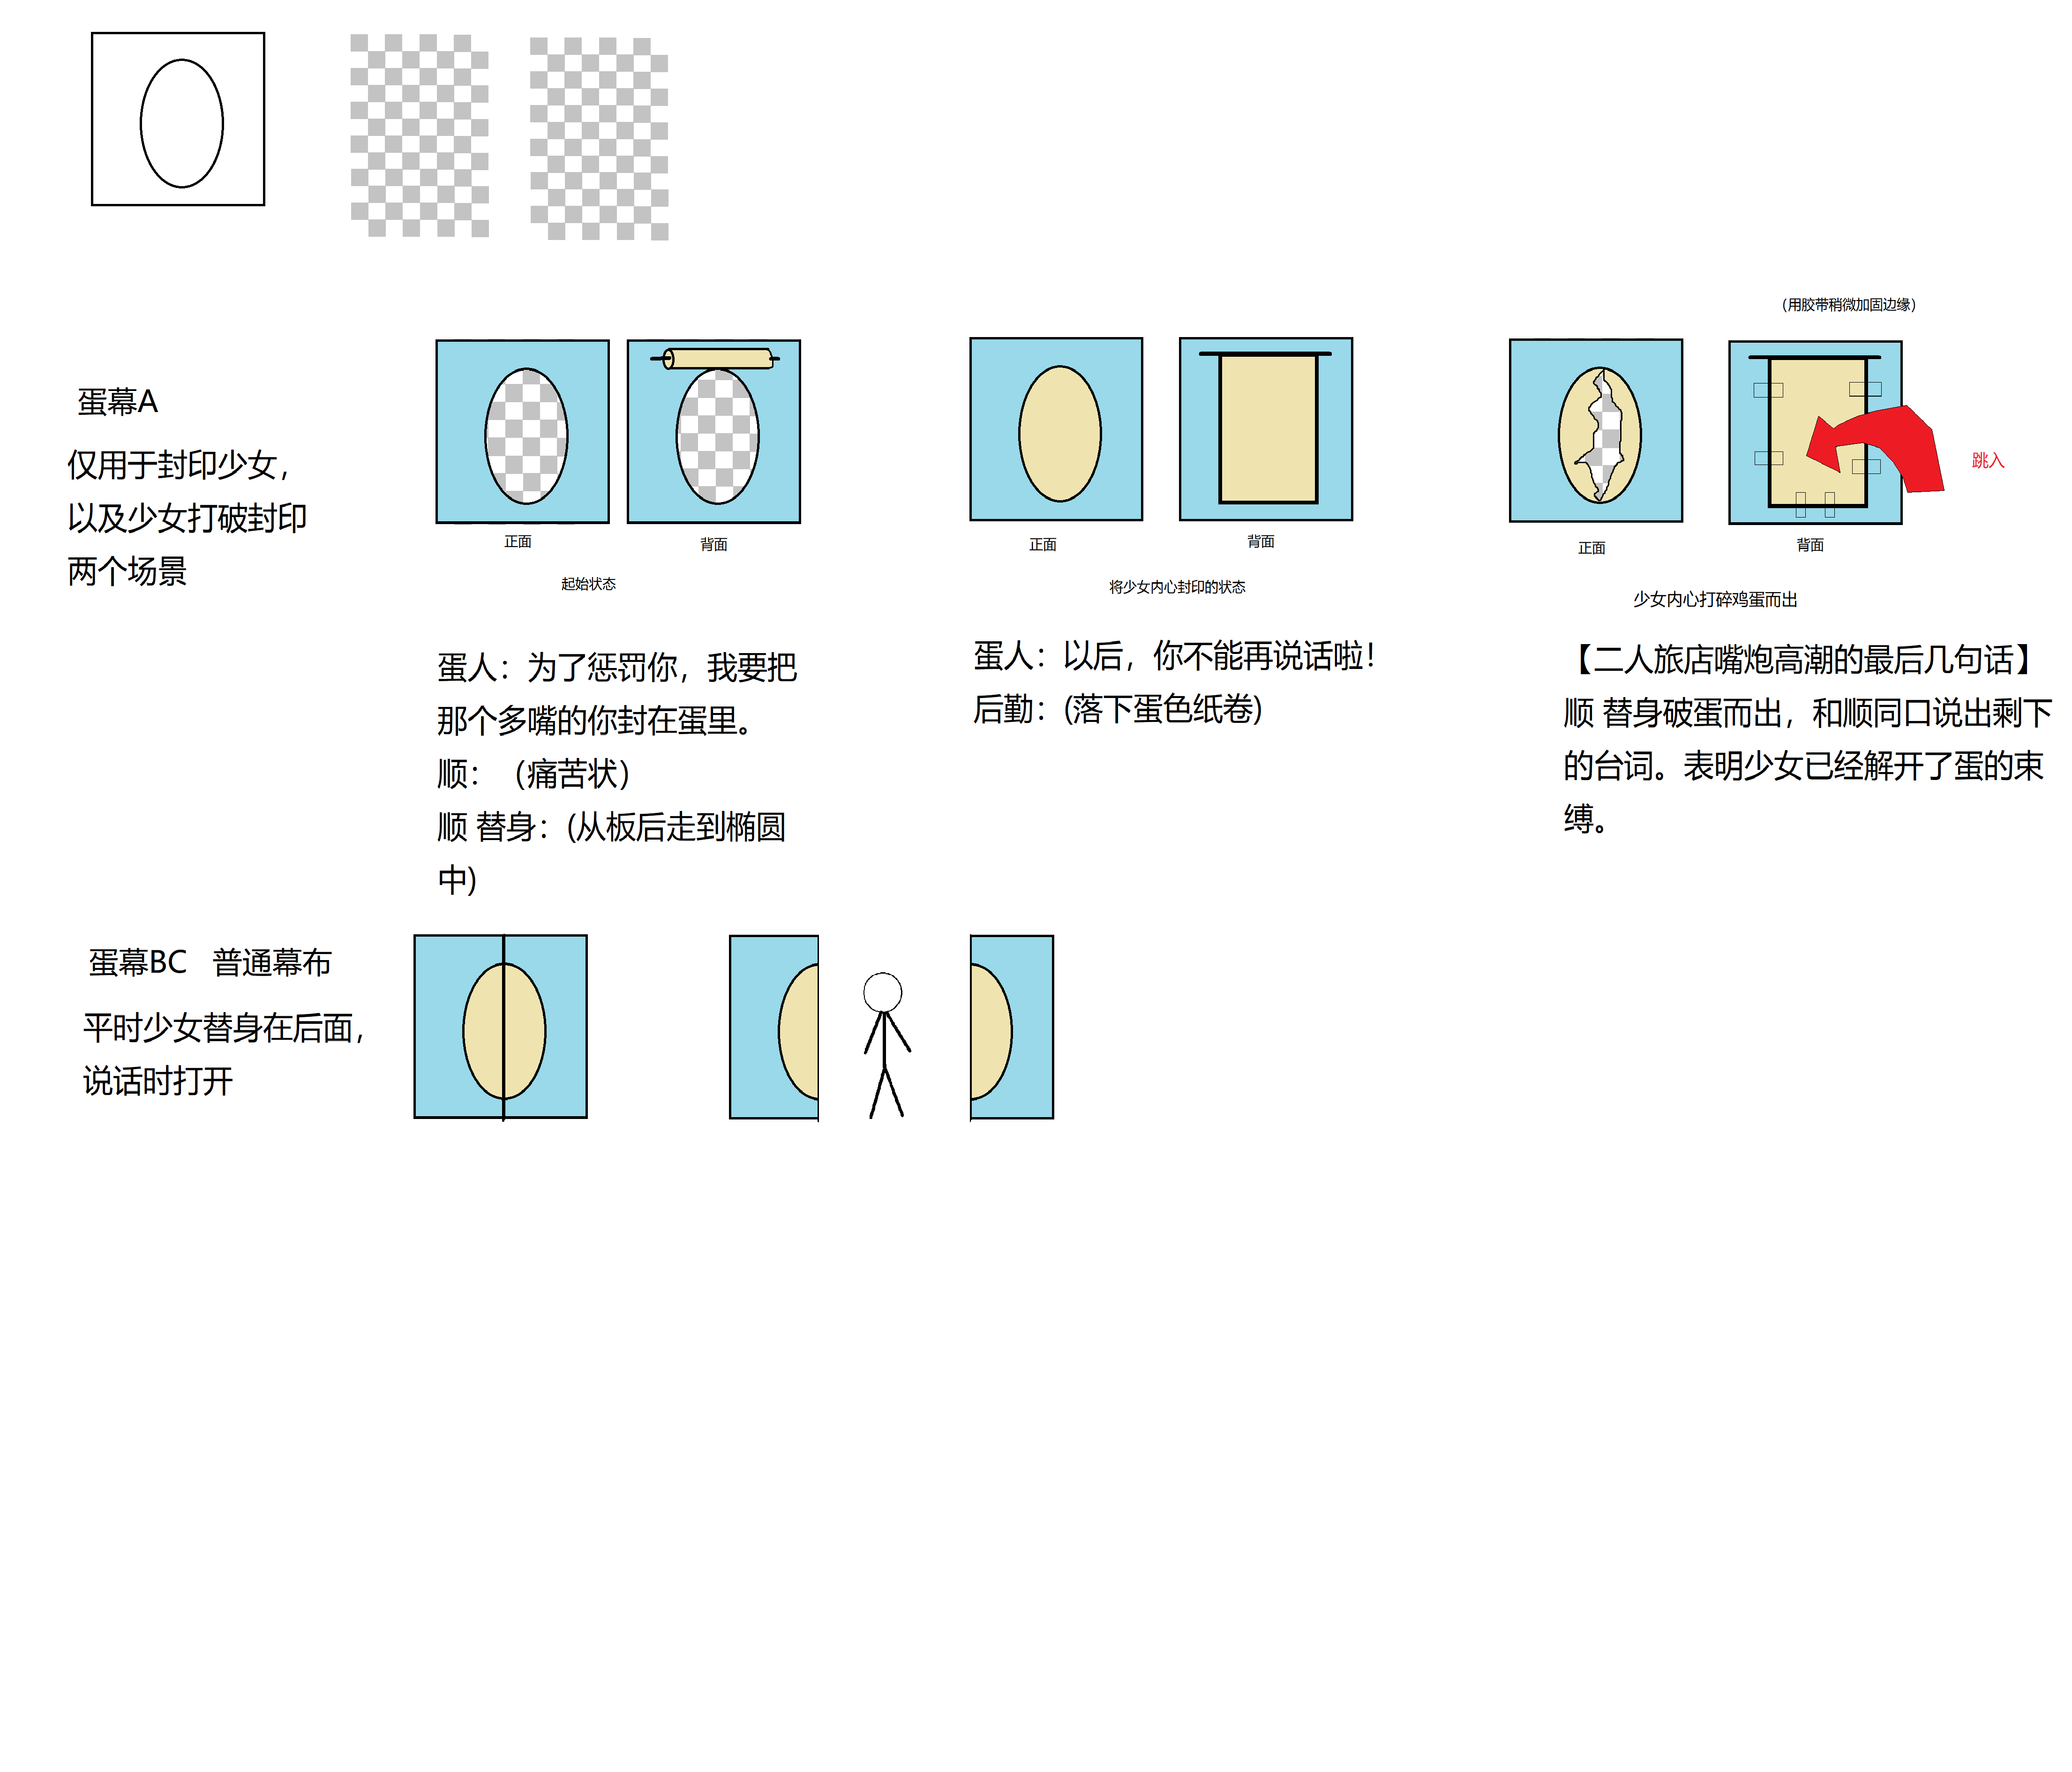 (用胶带稍微加固边缘)
蛋幕A
仅用于封印少女，
以及少女打破封印
两个场景
正面
背面
起始状态
正面
背面
将少女内心封印的状态
跳入
正面
背面
少女内心打碎鸡蛋而出
蛋人：为了惩罚你，我要把
那个多嘴的你封在蛋里。
顺：（痛苦状）
顺 替身：(从板后走到椭圆
中)
蛋人：以后，你不能再说话啦！
后勤：(落下蛋色纸卷)
【二人旅店嘴炮高潮的最后几句话】
顺 替身破蛋而出，和顺同口说出剩下
的台词。表明少女已经解开了蛋的束
缚。
蛋幕BC 普通幕布
平时少女替身在后面，
说话时打开